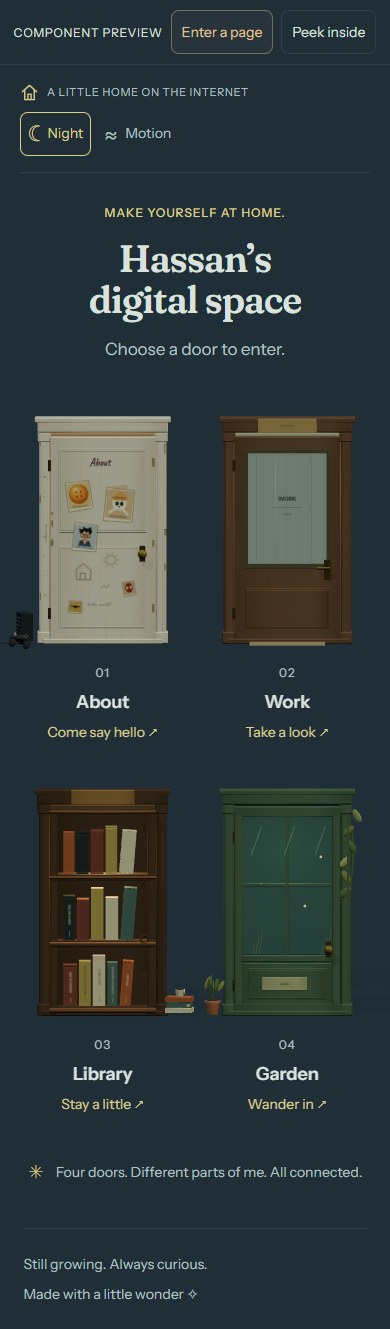 COMPONENT PREVIEW
Enter a page
Peek inside
A LITTLE HOME ON THE INTERNET
Night
Motion
MAKE YOURSELF AT HOME.
Hassan’s
digital space
Choose a door to enter.
About
WORK
01
About
Come say hello ↗
02
Work
Take a look ↗
03
Library
Stay a little ↗
04
Garden
Wander in ↗
Four doors. Different parts of me. All connected.
Still growing. Always curious.
Made with a little wonder ✧